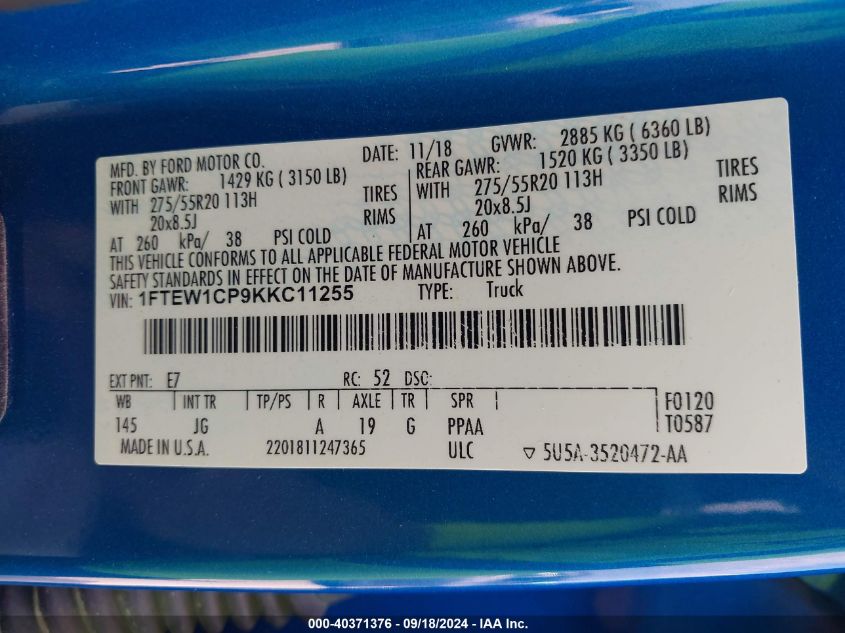 MFD. BY FORD MOTOR CO. DATE: 11/18 GVWR: 2885 KG ( 6360 LB)
FRONT GAWR: 1429 KG ( 3150 LB) REAR GAWR: 1520 KG ( 3350 LB)
WITH 275/55R20 113H TIRES WITH 275/55R20 113H TIRES
20x8.5J RIMS 20x8.5J RIMS
AT 260 kPa/ 38 PSI COLD AT 260 kPa/ 38 PSI COLD
THIS VEHICLE CONFORMS TO ALL APPLICABLE FEDERAL MOTOR VEHICLE
SAFETY STANDARDS IN EFFECT ON THE DATE OF MANUFACTURE SHOWN ABOVE.
VIN: 1FTEW1CP9KKC11255 TYPE: Truck
EXT PNT: E7 RC: 52 DSO:
WB INT TR TP/PS R AXLE TR SPR F0120
145 JG A 19 G PPAA T0587
MADE IN U.S.A. 2201811247365 ULC ▽ 5U5A-3520472-AA
000-40371376 - 09/18/2024 - IAA Inc.